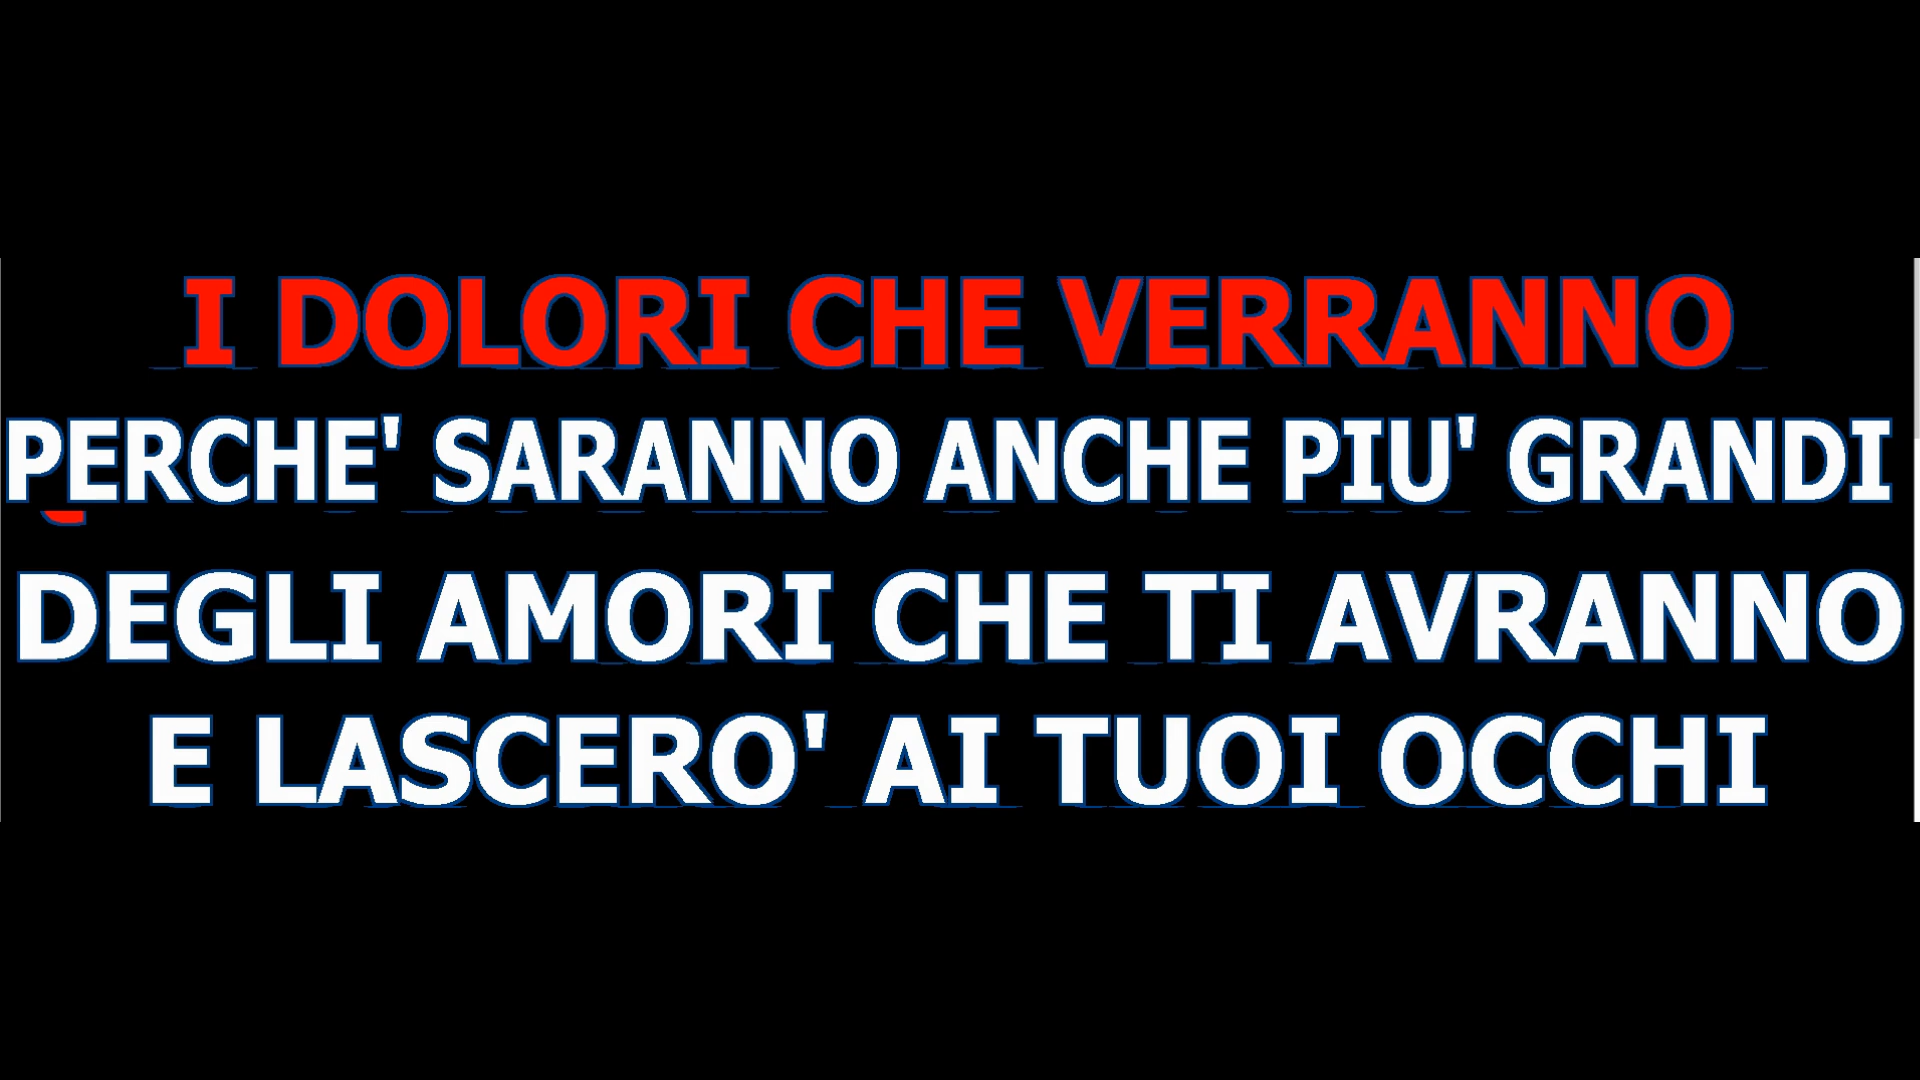 I DOLORI CHE VERRANNO
PERCHE' SARANNO ANCHE PIU' GRANDI
DEGLI AMORI CHE TI AVRANNO
E LASCERO' AI TUOI OCCHI